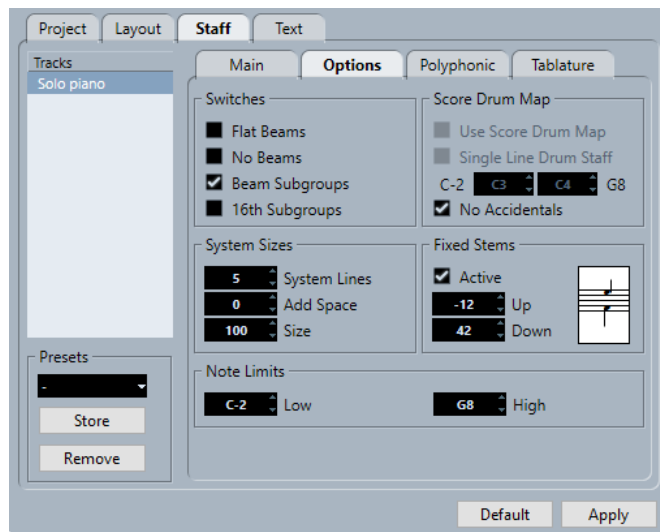 Project Layout Staff Text
Tracks
Solo piano
Main Options Polyphonic Tablature
Switches
Flat Beams
No Beams
Beam Subgroups
16th Subgroups
Score Drum Map
Use Score Drum Map
Single Line Drum Staff
C-2 C3 C4 G8
No Accidentals
System Sizes
5 System Lines
0 Add Space
100 Size
Fixed Stems
Active
-12 Up
42 Down
Presets
-
Store
Remove
Note Limits
C-2 Low G8 High
Default Apply